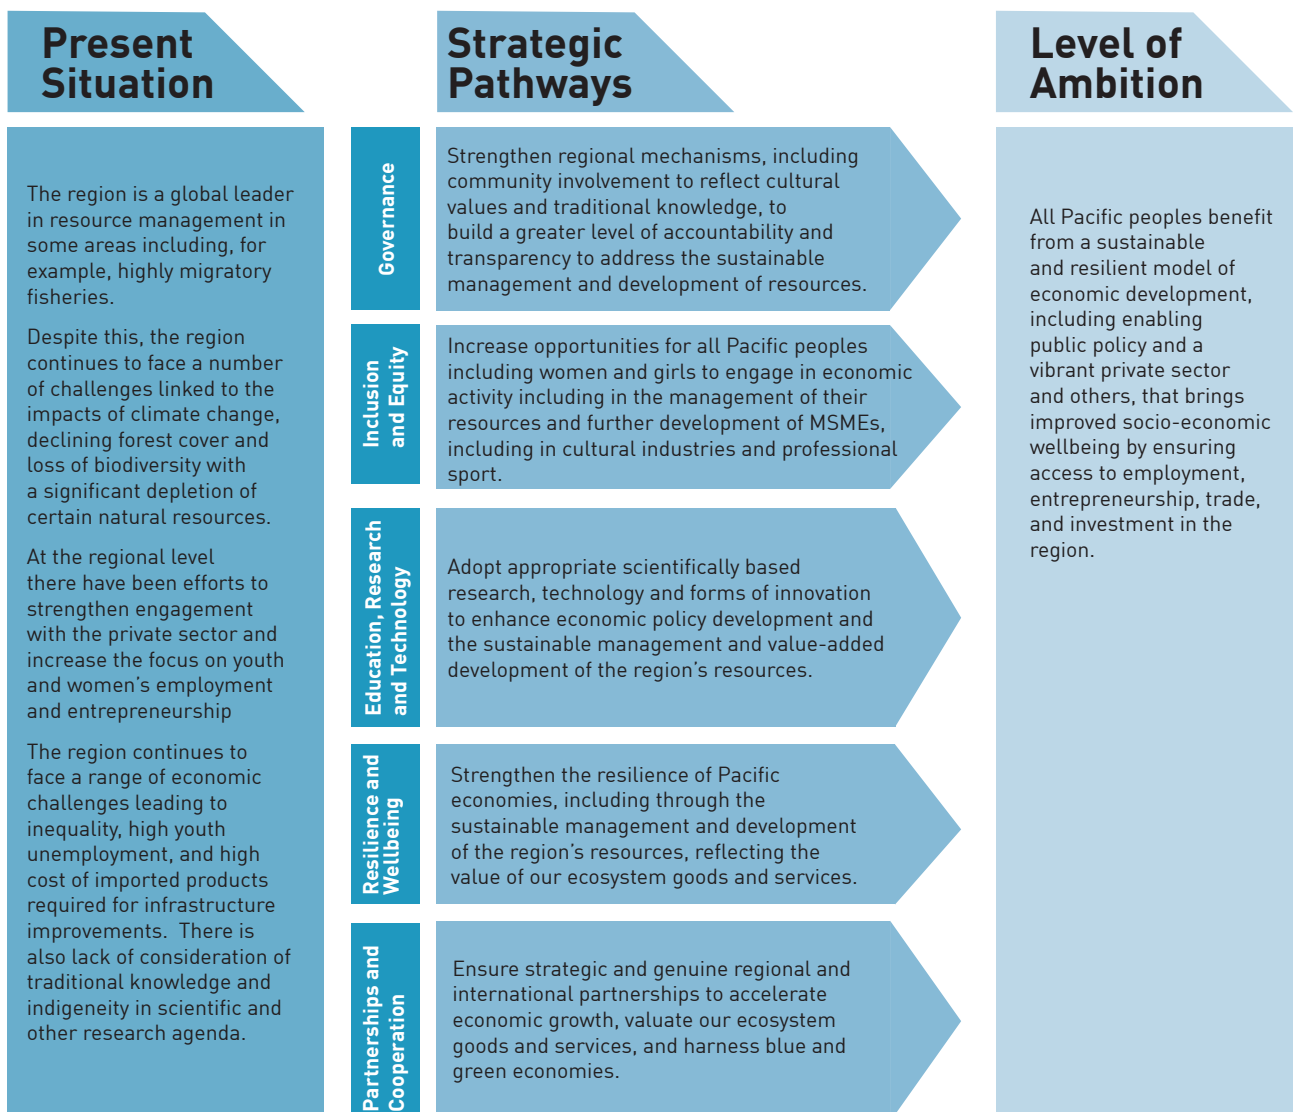 Present
Situation
The region is a global leader
in resource management in
some areas including, for
example, highly migratory
fisheries.
Despite this, the region
continues to face a number
of challenges linked to the
impacts of climate change,
declining forest cover and
loss of biodiversity with
a significant depletion of
certain natural resources.
At the regional level
there have been efforts to
strengthen engagement
with the private sector and
increase the focus on youth
and women's employment
and entrepreneurship
The region continues to
face a range of economic
challenges leading to
inequality, high youth
unemployment, and high
cost of imported products
required for infrastructure
improvements.  There is
also lack of consideration of
traditional knowledge and
indigeneity in scientific and
other research agenda.
Strategic
Pathways
Governance
Strengthen regional mechanisms, including
community involvement to reflect cultural
values and traditional knowledge, to
build a greater level of accountability and
transparency to address the sustainable
management and development of resources.
Inclusion
and Equity
Increase opportunities for all Pacific peoples
including women and girls to engage in economic
activity including in the management of their
resources and further development of MSMEs,
including in cultural industries and professional
sport.
Education, Research
and Technology
Adopt appropriate scientifically based
research, technology and forms of innovation
to enhance economic policy development and
the sustainable management and value-added
development of the region's resources.
Resilience and
Wellbeing
Strengthen the resilience of Pacific
economies, including through the
sustainable management and development
of the region's resources, reflecting the
value of our ecosystem goods and services.
Partnerships and
Cooperation
Ensure strategic and genuine regional and
international partnerships to accelerate
economic growth, valuate our ecosystem
goods and services, and harness blue and
green economies.
Level of
Ambition
All Pacific peoples benefit
from a sustainable
and resilient model of
economic development,
including enabling
public policy and a
vibrant private sector
and others, that brings
improved socio-economic
wellbeing by ensuring
access to employment,
entrepreneurship, trade,
and investment in the
region.